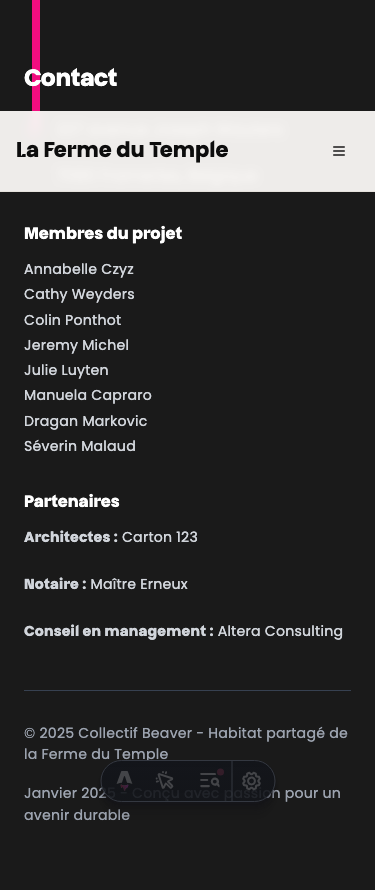 Contact
La Ferme du Temple
Membres du projet
Annabelle Czyz
Cathy Weyders
Colin Ponthot
Jeremy Michel
Julie Luyten
Manuela Capraro
Dragan Markovic
Séverin Malaud
Partenaires
Architectes : Carton 123
Notaire : Maître Erneux
Conseil en management : Altera Consulting
© 2025 Collectif Beaver - Habitat partagé de
la Ferme du Temple
Janvier 2025 - Conçu avec passion pour un
avenir durable